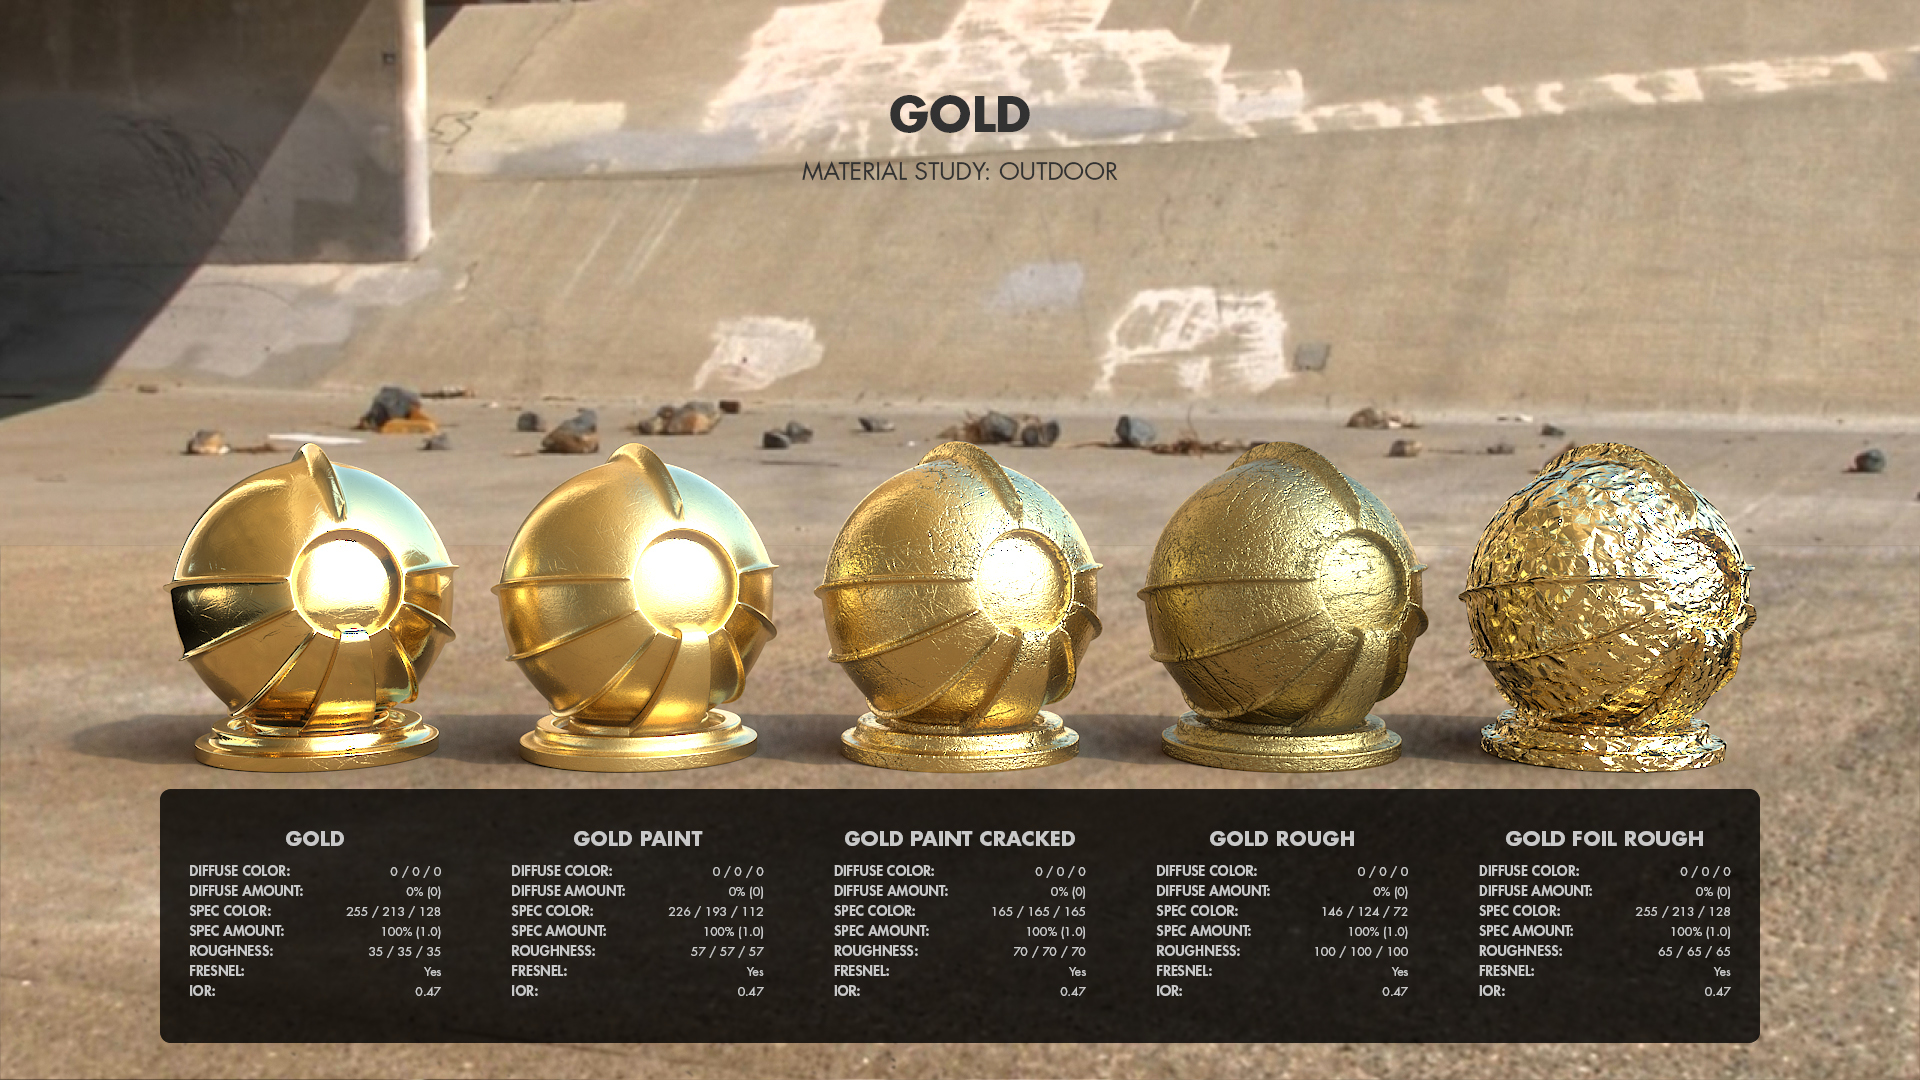 GOLD
MATERIAL STUDY: OUTDOOR
GOLD
DIFFUSE COLOR: 0 / 0 / 0
DIFFUSE AMOUNT: 0% (0)
SPEC COLOR: 255 / 213 / 128
SPEC AMOUNT: 100% (1.0)
ROUGHNESS: 35 / 35 / 35
FRESNEL: Yes
IOR: 0.47
GOLD PAINT
DIFFUSE COLOR: 0 / 0 / 0
DIFFUSE AMOUNT: 0% (0)
SPEC COLOR: 226 / 193 / 112
SPEC AMOUNT: 100% (1.0)
ROUGHNESS: 57 / 57 / 57
FRESNEL: Yes
IOR: 0.47
GOLD PAINT CRACKED
DIFFUSE COLOR: 0 / 0 / 0
DIFFUSE AMOUNT: 0% (0)
SPEC COLOR: 165 / 165 / 165
SPEC AMOUNT: 100% (1.0)
ROUGHNESS: 70 / 70 / 70
FRESNEL: Yes
IOR: 0.47
GOLD ROUGH
DIFFUSE COLOR: 0 / 0 / 0
DIFFUSE AMOUNT: 0% (0)
SPEC COLOR: 146 / 124 / 72
SPEC AMOUNT: 100% (1.0)
ROUGHNESS: 100 / 100 / 100
FRESNEL: Yes
IOR: 0.47
GOLD FOIL ROUGH
DIFFUSE COLOR: 0 / 0 / 0
DIFFUSE AMOUNT: 0% (0)
SPEC COLOR: 255 / 213 / 128
SPEC AMOUNT: 100% (1.0)
ROUGHNESS: 65 / 65 / 65
FRESNEL: Yes
IOR: 0.47